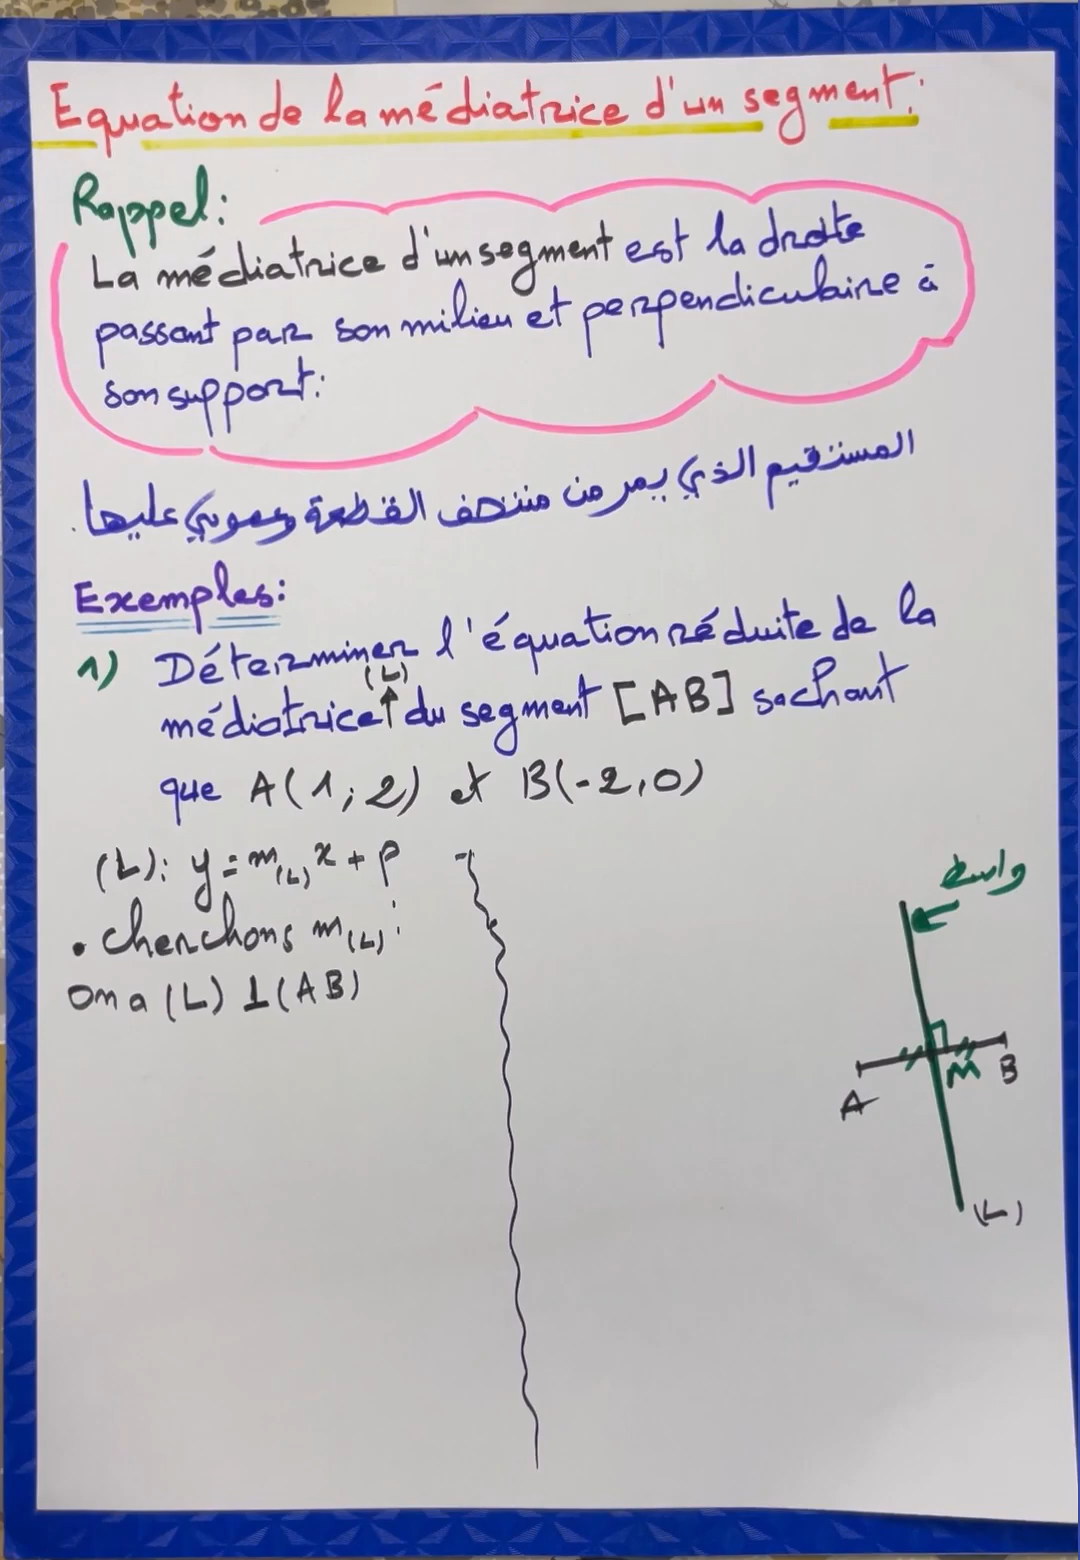 Equation de la médiatrice d'un segment:
Rappel:
La médiatrice d'un segment est la droite
passant par son milieu et perpendiculaire à
son support:
المستقيم الذي يمر من منتصف القطعة وعمودي عليها.
Exemples:
1) Déterminer l'équation réduite de la
(L)
médiatrice↑ du segment [AB] sachant
que A(1;2) et B(-2,0)
(L): y = m(L) x + p
• cherchons m(L):
On a (L) ⊥ (AB)
واسط
A M B
(L)